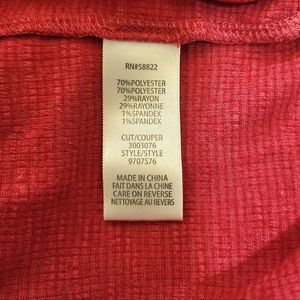 RN#58822
70%POLYESTER
70%POLYESTER
29%RAYON
29%RAYONNE
1%SPANDEX
1%SPANDEX
CUT/COUPER
3003076
STYLE/STYLE
9707576
MADE IN CHINA
FAIT DANS LA CHINE
CARE ON REVERSE
NETTOYAGE AU REVERS